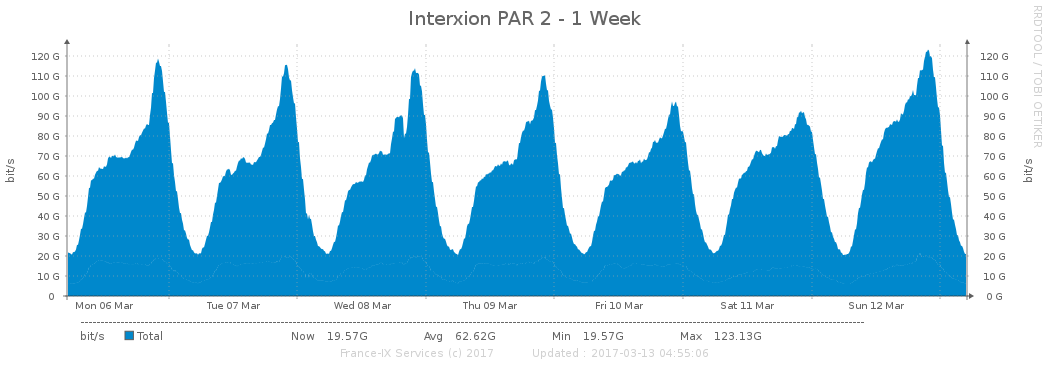 Interxion PAR 2 - 1 Week
RRDTOOL / TOBI OETIKER
bit/s
120 G 120 G
110 G 110 G
100 G 100 G
90 G 90 G
80 G 80 G
70 G 70 G
60 G 60 G
50 G 50 G
40 G 40 G
30 G 30 G
20 G 20 G
10 G 10 G
0 0 G
bit/s
Mon 06 Mar Tue 07 Mar Wed 08 Mar Thu 09 Mar Fri 10 Mar Sat 11 Mar Sun 12 Mar
bit/s Total Now 19.57G Avg 62.62G Min 19.57G Max 123.13G
France-IX Services (c) 2017 Updated : 2017-03-13 04:55:06